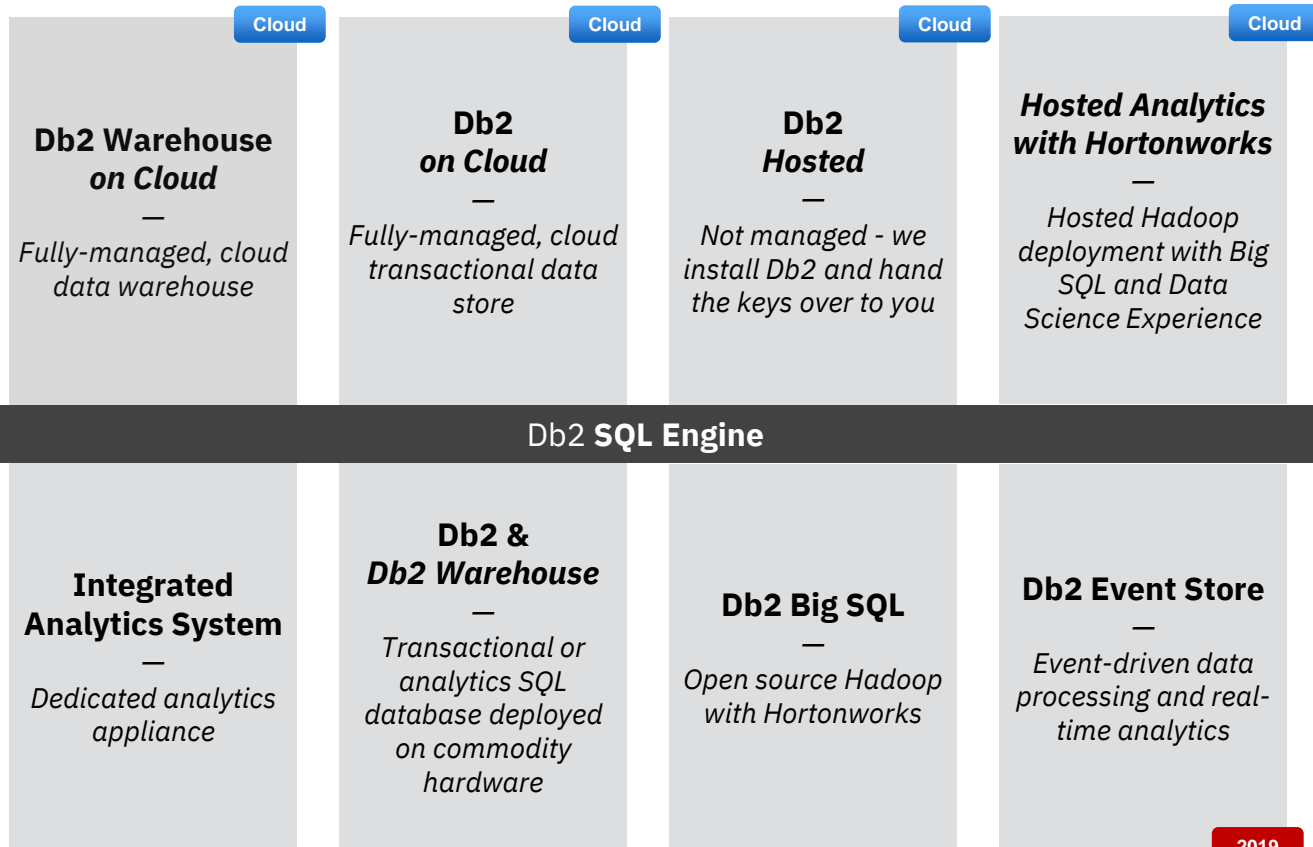 Cloud
Db2 Warehouse
on Cloud
—
Fully-managed, cloud
data warehouse
Cloud
Db2
on Cloud
—
Fully-managed, cloud
transactional data
store
Cloud
Db2
Hosted
—
Not managed - we
install Db2 and hand
the keys over to you
Cloud
Hosted Analytics
with Hortonworks
—
Hosted Hadoop
deployment with Big
SQL and Data
Science Experience
Db2 SQL Engine
Integrated
Analytics System
—
Dedicated analytics
appliance
Db2 &
Db2 Warehouse
—
Transactional or
analytics SQL
database deployed
on commodity
hardware
Db2 Big SQL
—
Open source Hadoop
with Hortonworks
Db2 Event Store
—
Event-driven data
processing and real-
time analytics
2019